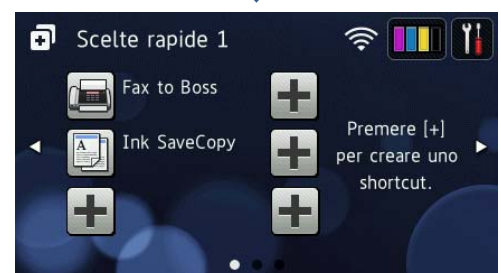 Scelte rapide 1
Fax to Boss
Ink SaveCopy
Premere [+]
per creare uno
shortcut.